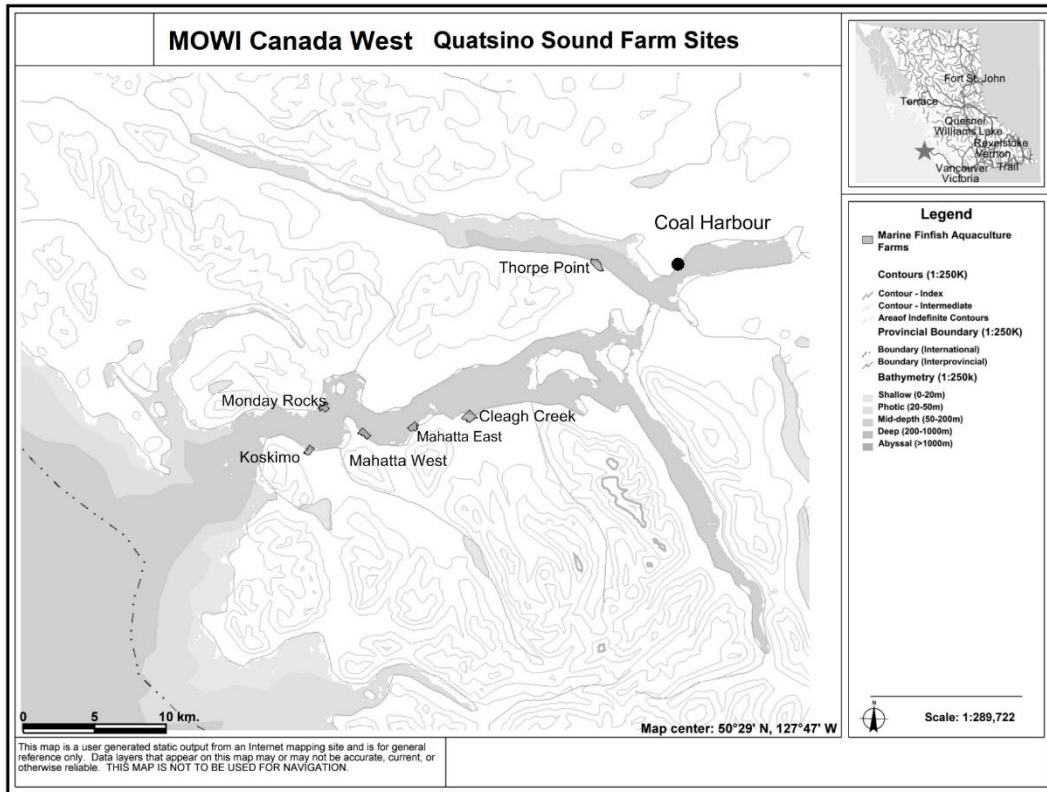 MOWI Canada West Quatsino Sound Farm Sites
Fort St. John
Terrace
Quesnel
Williams Lake
Revelstoke
Vernon
Trail
Vancouver
Victoria
Coal Harbour
Thorpe Point
Monday Rocks
Cleagh Creek
Mahatta East
Koskimo
Mahatta West
Legend
Marine Finfish Aquaculture
Farms
Contours (1:250K)
Contour - Index
Contour - Intermediate
Areaof Indefinite Contours
Provincial Boundary (1:250K)
Boundary (International)
Boundary (Interprovincial)
Bathymetry (1:250k)
Shallow (0-20m)
Photic (20-50m)
Mid-depth (50-200m)
Deep (200-1000m)
Abyssal (>1000m)
0 5 10 km.
Map center: 50°29' N, 127°47' W
N
Scale: 1:289,722
This map is a user generated static output from an Internet mapping site and is for general
reference only. Data layers that appear on this map may or may not be accurate, current, or
otherwise reliable. THIS MAP IS NOT TO BE USED FOR NAVIGATION.